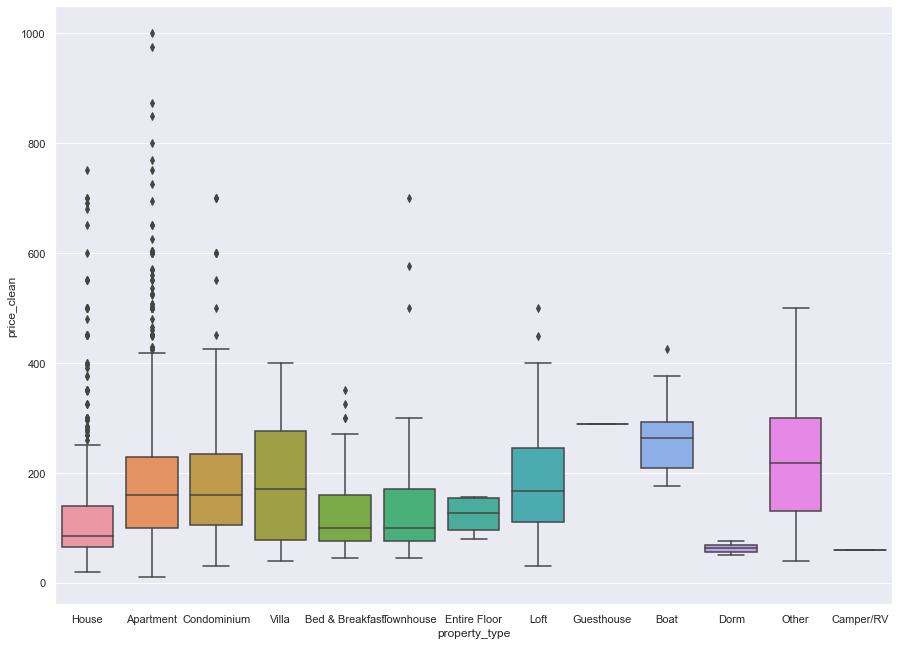 1000
800
600
400
200
0
price_clean
House Apartment Condominium Villa Bed & Breakfast Townhouse Entire Floor Loft Guesthouse Boat Dorm Other Camper/RV
property_type